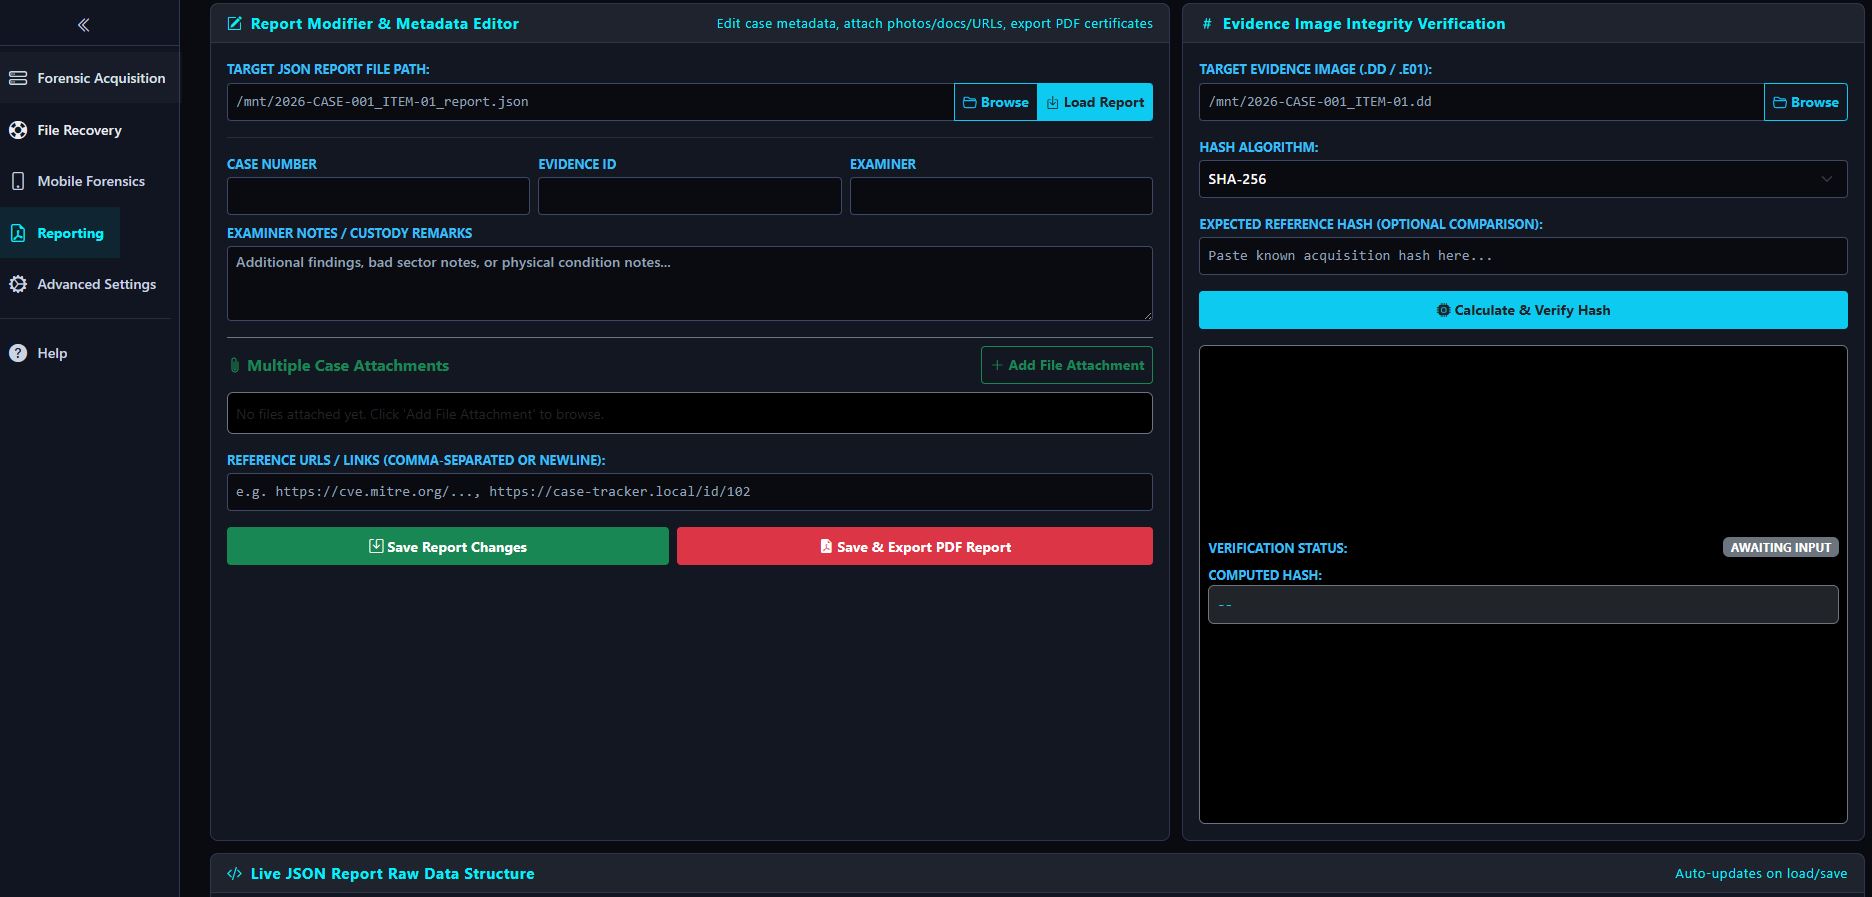 Forensic Acquisition
File Recovery
Mobile Forensics
Reporting
Advanced Settings
? Help
Report Modifier & Metadata Editor
Edit case metadata, attach photos/docs/URLs, export PDF certificates
TARGET JSON REPORT FILE PATH:
/mnt/2026-CASE-001_ITEM-01_report.json
Browse
Load Report
CASE NUMBER
EVIDENCE ID
EXAMINER
EXAMINER NOTES / CUSTODY REMARKS
Additional findings, bad sector notes, or physical condition notes...
Multiple Case Attachments
+ Add File Attachment
No files attached yet. Click 'Add File Attachment' to browse.
REFERENCE URLS / LINKS (COMMA-SEPARATED OR NEWLINE):
e.g. https://cve.mitre.org/..., https://case-tracker.local/id/102
Save Report Changes
Save & Export PDF Report
# Evidence Image Integrity Verification
TARGET EVIDENCE IMAGE (.DD / .E01):
/mnt/2026-CASE-001_ITEM-01.dd
Browse
HASH ALGORITHM:
SHA-256
EXPECTED REFERENCE HASH (OPTIONAL COMPARISON):
Paste known acquisition hash here...
Calculate & Verify Hash
VERIFICATION STATUS:
AWAITING INPUT
COMPUTED HASH:
--
</> Live JSON Report Raw Data Structure
Auto-updates on load/save